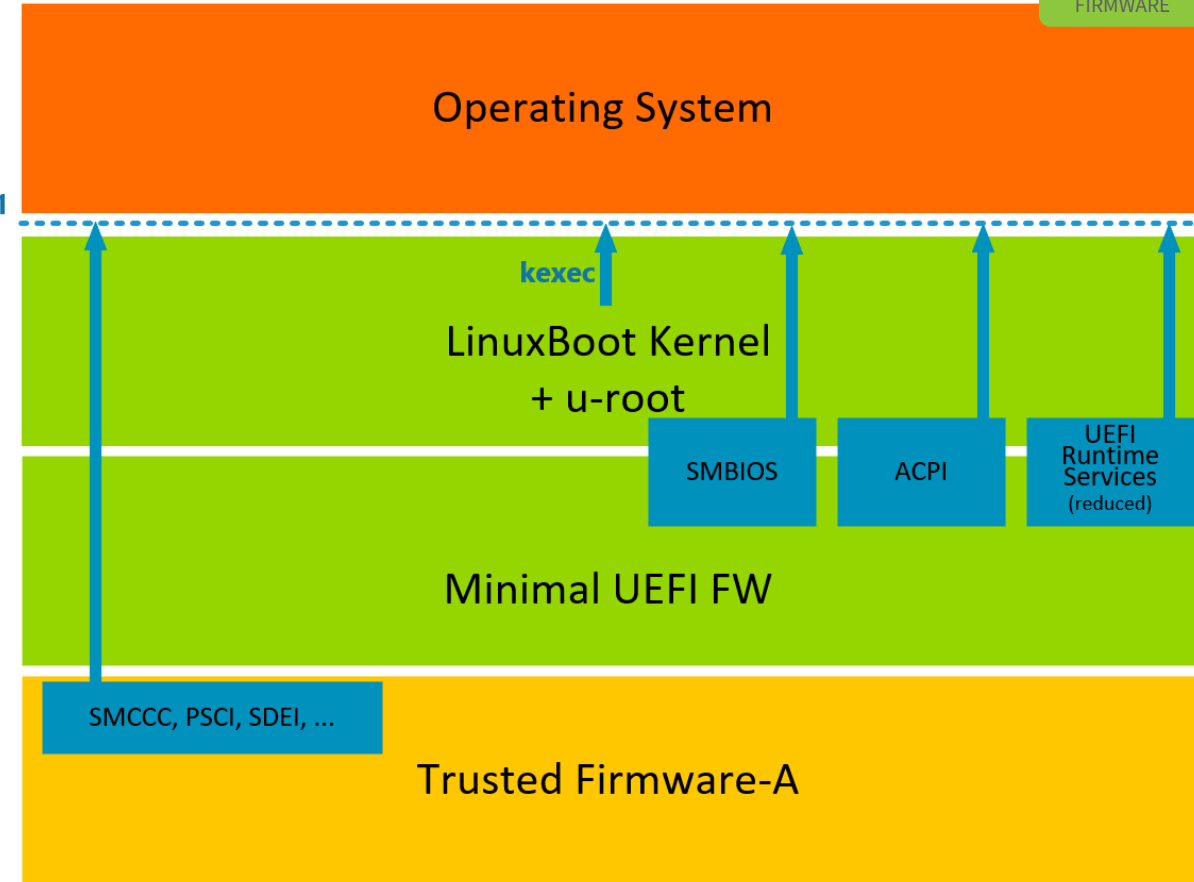 FIRMWARE
Operating System
kexec
LinuxBoot Kernel
+ u-root
SMBIOS
ACPI
UEFI
Runtime
Services
(reduced)
Minimal UEFI FW
SMCCC, PSCI, SDEI, ...
Trusted Firmware-A